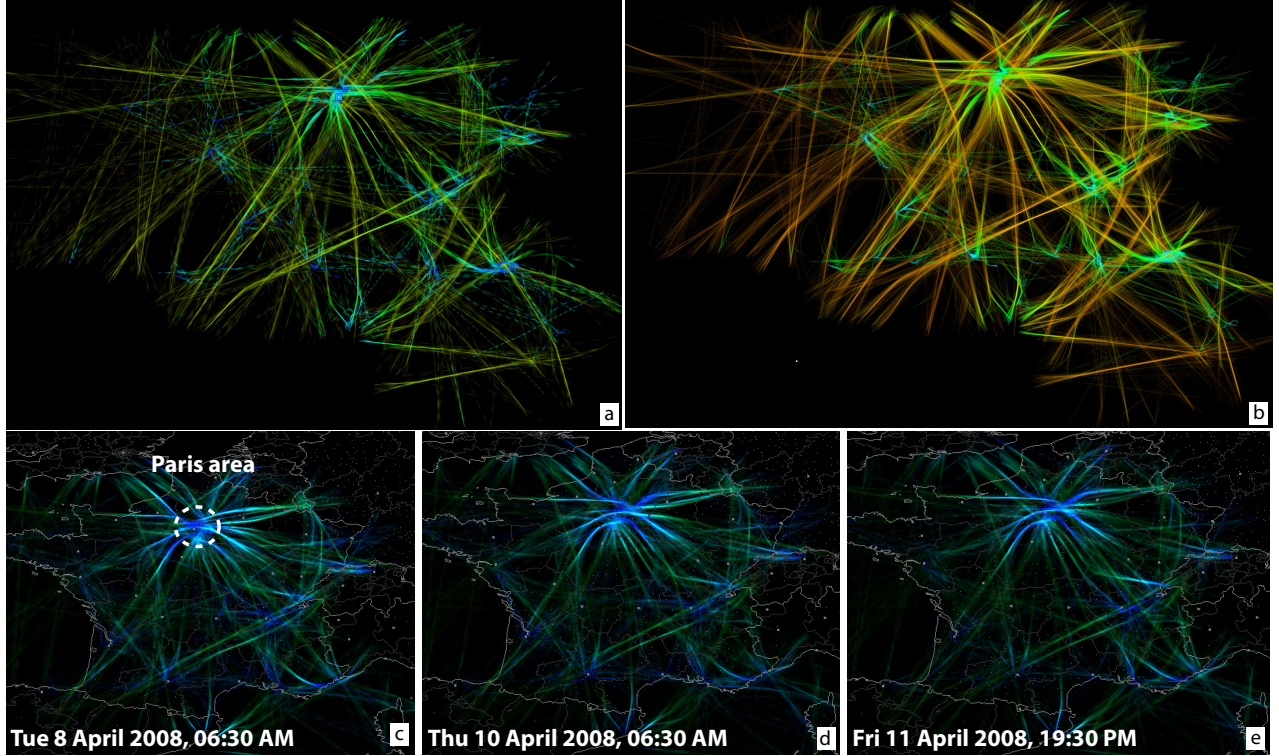 a
b
Paris area
Tue 8 April 2008, 06:30 AM
c
Thu 10 April 2008, 06:30 AM
d
Fri 11 April 2008, 19:30 PM
e